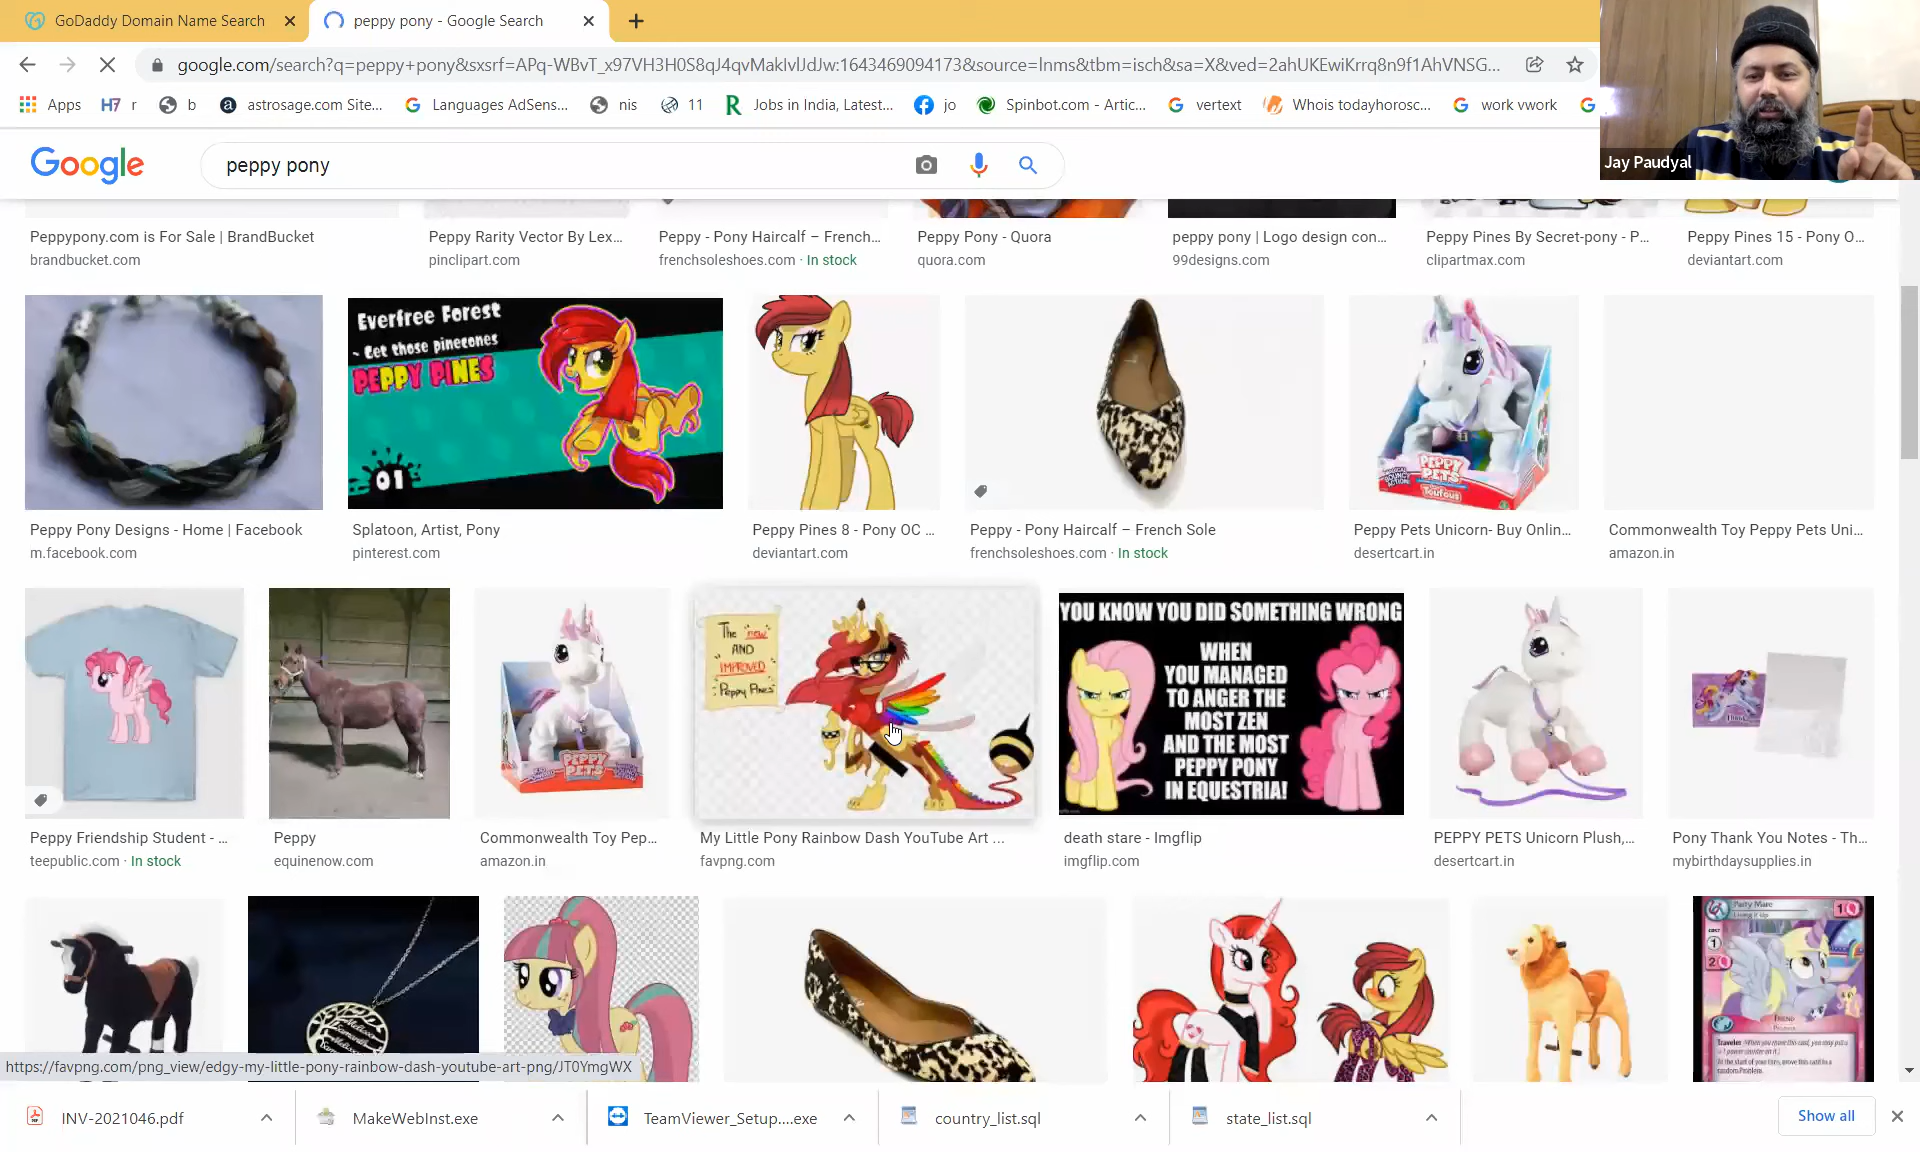 GoDaddy Domain Name Search
peppy pony - Google Search
google.com/search?q=peppy+pony&sxsrf=APq-WBvT_x97VH3H0S8qJ4qvMaklvlJdJw:1643469094173&source=lnms&tbm=isch&sa=X&ved=2ahUKEwiKrrq8n9f1AhVNSG...
Apps H7 r b a astrosage.com Site... Languages AdSens... nis 11 R Jobs in India, Latest... jo Spinbot.com - Artic... vertext Whois todayhorosc... work vwork
Jay Paudyal
Google
peppy pony
Peppypony.com is For Sale | BrandBucket
brandbucket.com
Peppy Rarity Vector By Lex...
pinclipart.com
Peppy - Pony Haircalf – French...
frenchsoleshoes.com · In stock
Peppy Pony - Quora
quora.com
peppy pony | Logo design con...
99designs.com
Peppy Pines By Secret-pony - P...
clipartmax.com
Peppy Pines 15 - Pony O...
deviantart.com
Everfree Forest
~ Get those pinecones
PEPPY PINES
01
PEPPY
PETS
Toufous
Peppy Pony Designs - Home | Facebook
m.facebook.com
Splatoon, Artist, Pony
pinterest.com
Peppy Pines 8 - Pony OC ...
deviantart.com
Peppy - Pony Haircalf – French Sole
frenchsoleshoes.com · In stock
Peppy Pets Unicorn- Buy Onlin...
desertcart.in
Commonwealth Toy Peppy Pets Uni...
amazon.in
PEPPY
PETS
The new
AND
IMPROVED
Peppy Pines
YOU KNOW YOU DID SOMETHING WRONG
WHEN
YOU MANAGED
TO ANGER THE
MOST ZEN
AND THE MOST
PEPPY PONY
IN EQUESTRIA!
Peppy Friendship Student - ...
teepublic.com · In stock
Peppy
equinenow.com
Commonwealth Toy Pep...
amazon.in
My Little Pony Rainbow Dash YouTube Art ...
favpng.com
death stare - Imgflip
imgflip.com
PEPPY PETS Unicorn Plush,...
desertcart.in
Pony Thank You Notes - Th...
mybirthdaysupplies.in
Party Mare
1
2
FRIEND
https://favpng.com/png_view/edgy-my-little-pony-rainbow-dash-youtube-art-png/JT0YmgWX
INV-2021046.pdf
MakeWebInst.exe
TeamViewer_Setup....exe
country_list.sql
state_list.sql
Show all